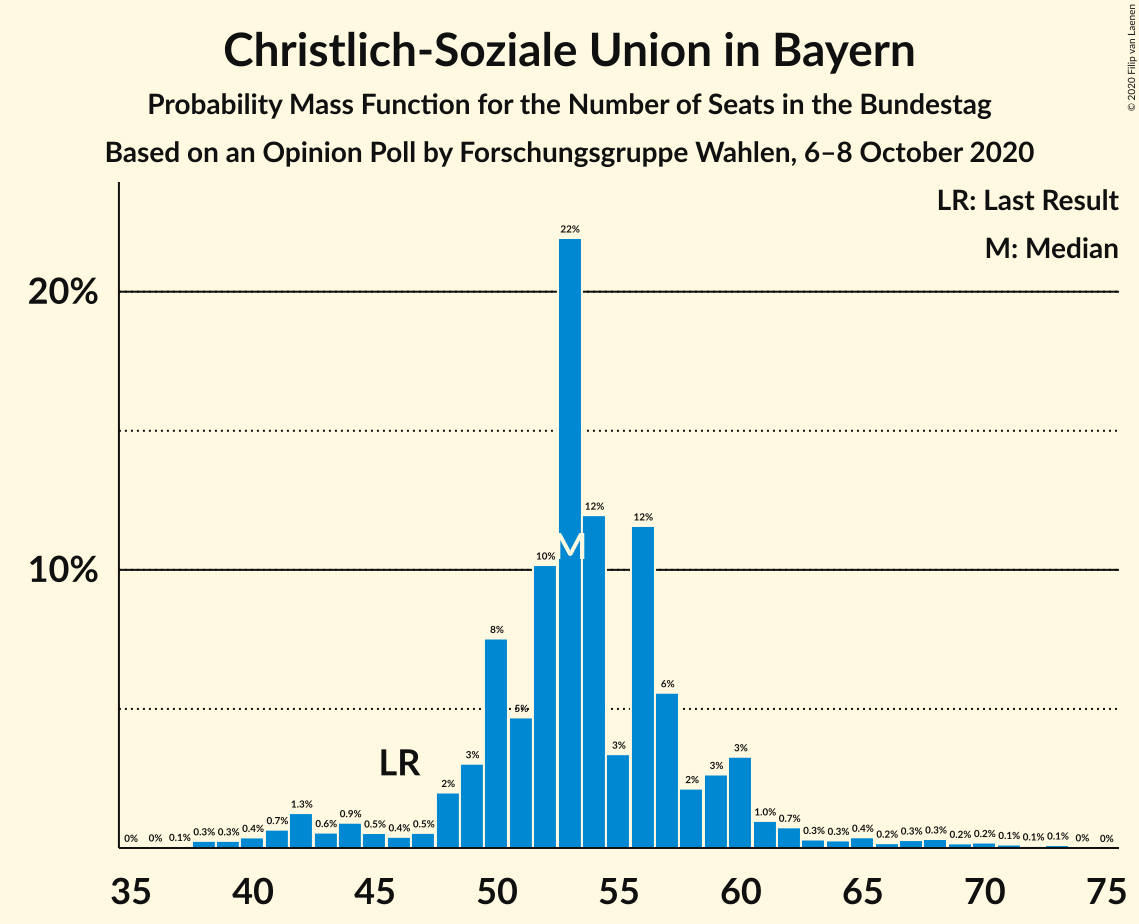 Christlich-Soziale Union in Bayern
Probability Mass Function for the Number of Seats in the Bundestag
Based on an Opinion Poll by Forschungsgruppe Wahlen, 6–8 October 2020
© 2020 Filip van Laenen
LR: Last Result
M: Median
20%
10%
LR
M
0% 0% 0.1% 0.3% 0.3% 0.4% 0.7% 1.3% 0.6% 0.9% 0.5% 0.4% 0.5% 2% 3% 8% 5% 10% 22% 12% 3% 12% 6% 2% 3% 3% 1.0% 0.7% 0.3% 0.3% 0.4% 0.2% 0.3% 0.3% 0.2% 0.2% 0.1% 0.1% 0.1% 0% 0%
35 40 45 50 55 60 65 70 75